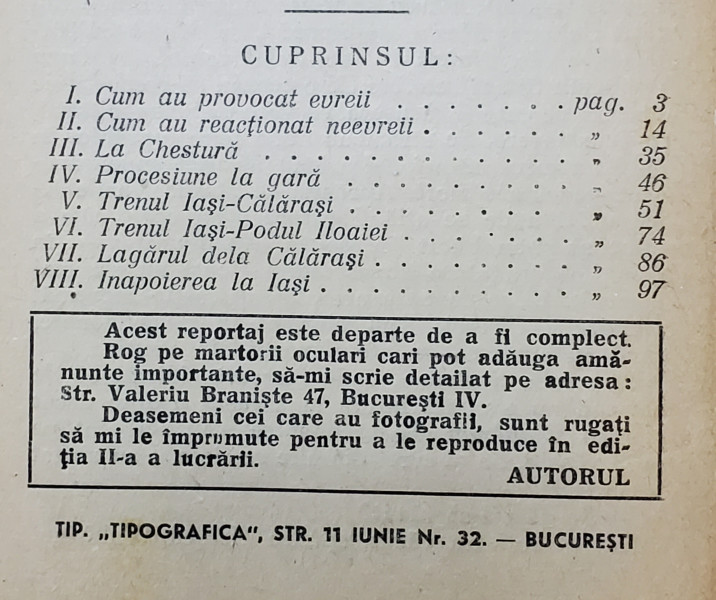 CUPRINSUL:
I. Cum au provocat evreii . . . . . . . pag. 3
II. Cum au reacționat neevreii . . . . . . „ 14
III. La Chestură . . . . . . . . . . „ 35
IV. Procesiune la gară . . . . . . . . „ 46
V. Trenul Iași-Călărași . . . . . . . „ 51
VI. Trenul Iași-Podul Iloaiei . . . . . . „ 74
VII. Lagărul dela Călărași . . . . . . . „ 86
VIII. Inapoierea la Iași . . . . . . . . „ 97
Acest reportaj este departe de a fi complect.
Rog pe martorii oculari cari pot adăuga amă-
nunte importante, să-mi scrie detailat pe adresa:
Str. Valeriu Braniște 47, București IV.
Deasemeni cei care au fotografii, sunt rugați
să mi le împrumute pentru a le reproduce în edi-
ția II-a a lucrării.
AUTORUL
TIP. „TIPOGRAFICA“, STR. 11 IUNIE Nr. 32. — BUCUREȘTI